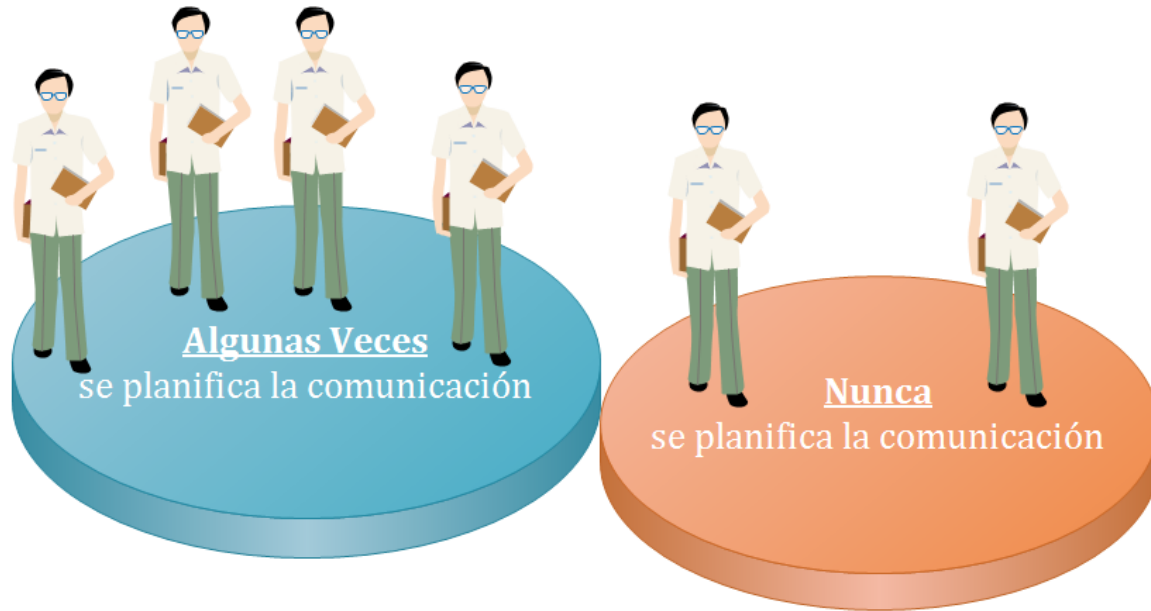 Algunas Veces
se planifica la comunicación
Nunca
se planifica la comunicación